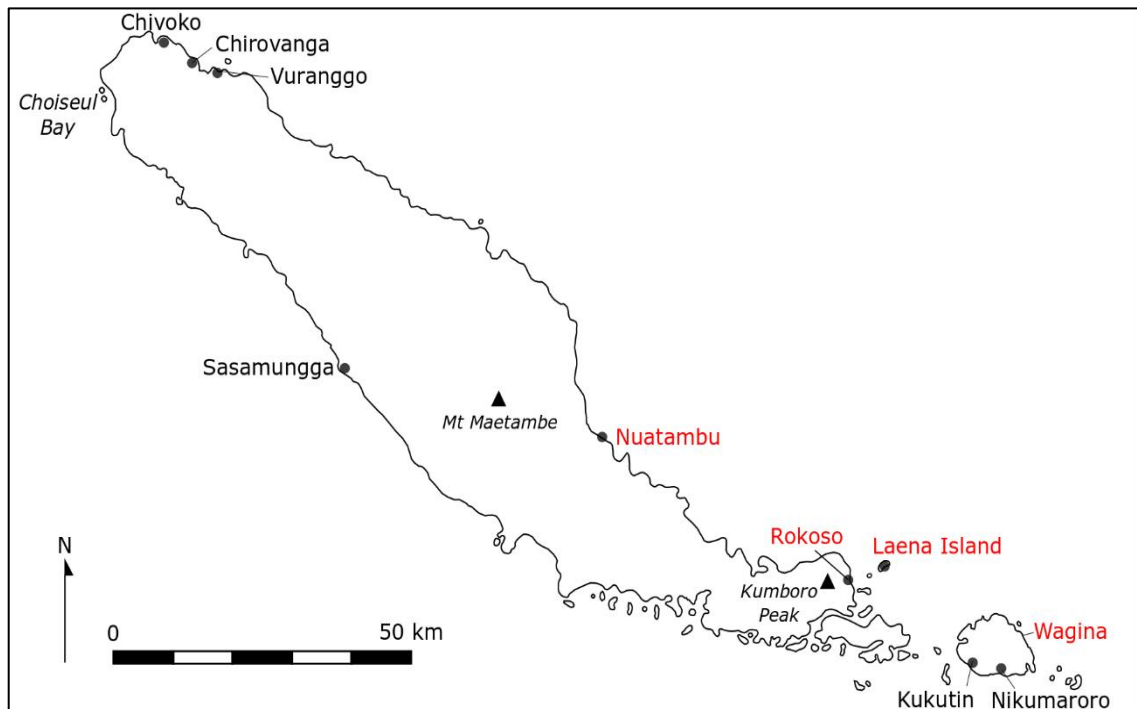 Chivoko
Chirovanga
Vuranggo
Choiseul
Bay
Sasamungga
Mt Maetambe
Nuatambu
Rokoso
Laena Island
N
Kumboro
Peak
0
50 km
Wagina
Kukutin
Nikumaroro